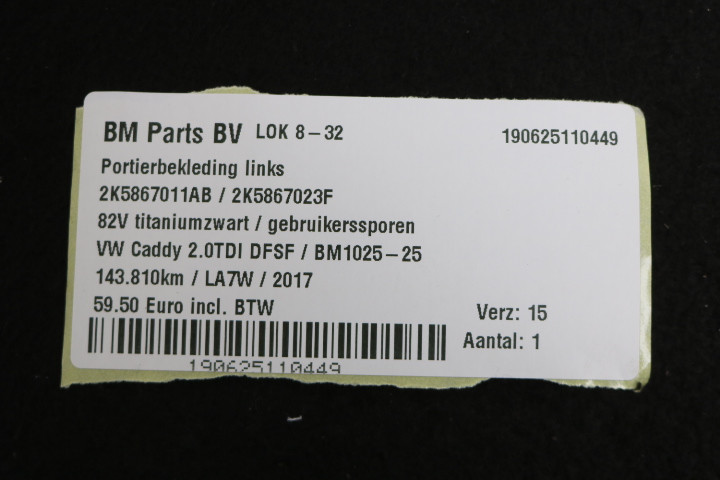 BM Parts BV LOK 8-32 190625110449
Portierbekleding links
2K5867011AB / 2K5867023F
82V titaniumzwart / gebruikerssporen
VW Caddy 2.0TDI DFSF / BM1025-25
143.810km / LA7W / 2017
59.50 Euro incl. BTW Verz: 15
Aantal: 1
190625110449